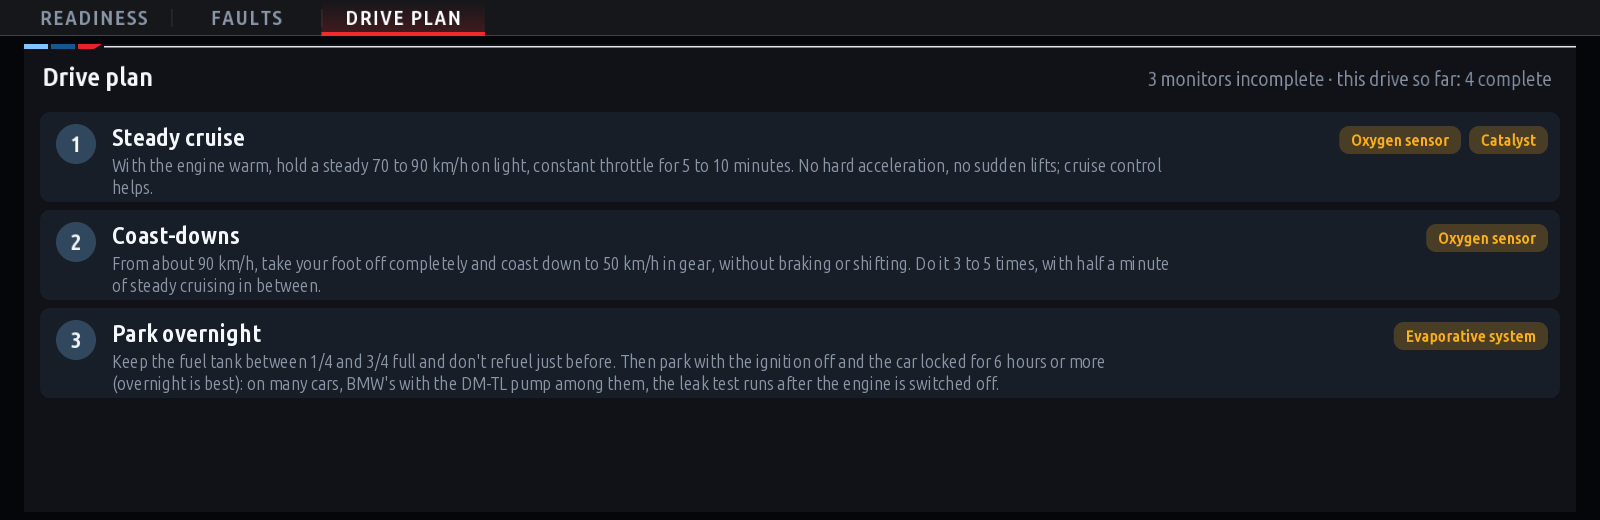 READINESS
FAULTS
DRIVE PLAN
Drive plan
3 monitors incomplete · this drive so far: 4 complete
1
Steady cruise
Oxygen sensor
Catalyst
With the engine warm, hold a steady 70 to 90 km/h on light, constant throttle for 5 to 10 minutes. No hard acceleration, no sudden lifts; cruise control
helps.
2
Coast-downs
Oxygen sensor
From about 90 km/h, take your foot off completely and coast down to 50 km/h in gear, without braking or shifting. Do it 3 to 5 times, with half a minute
of steady cruising in between.
3
Park overnight
Evaporative system
Keep the fuel tank between 1/4 and 3/4 full and don't refuel just before. Then park with the ignition off and the car locked for 6 hours or more
(overnight is best): on many cars, BMW's with the DM-TL pump among them, the leak test runs after the engine is switched off.